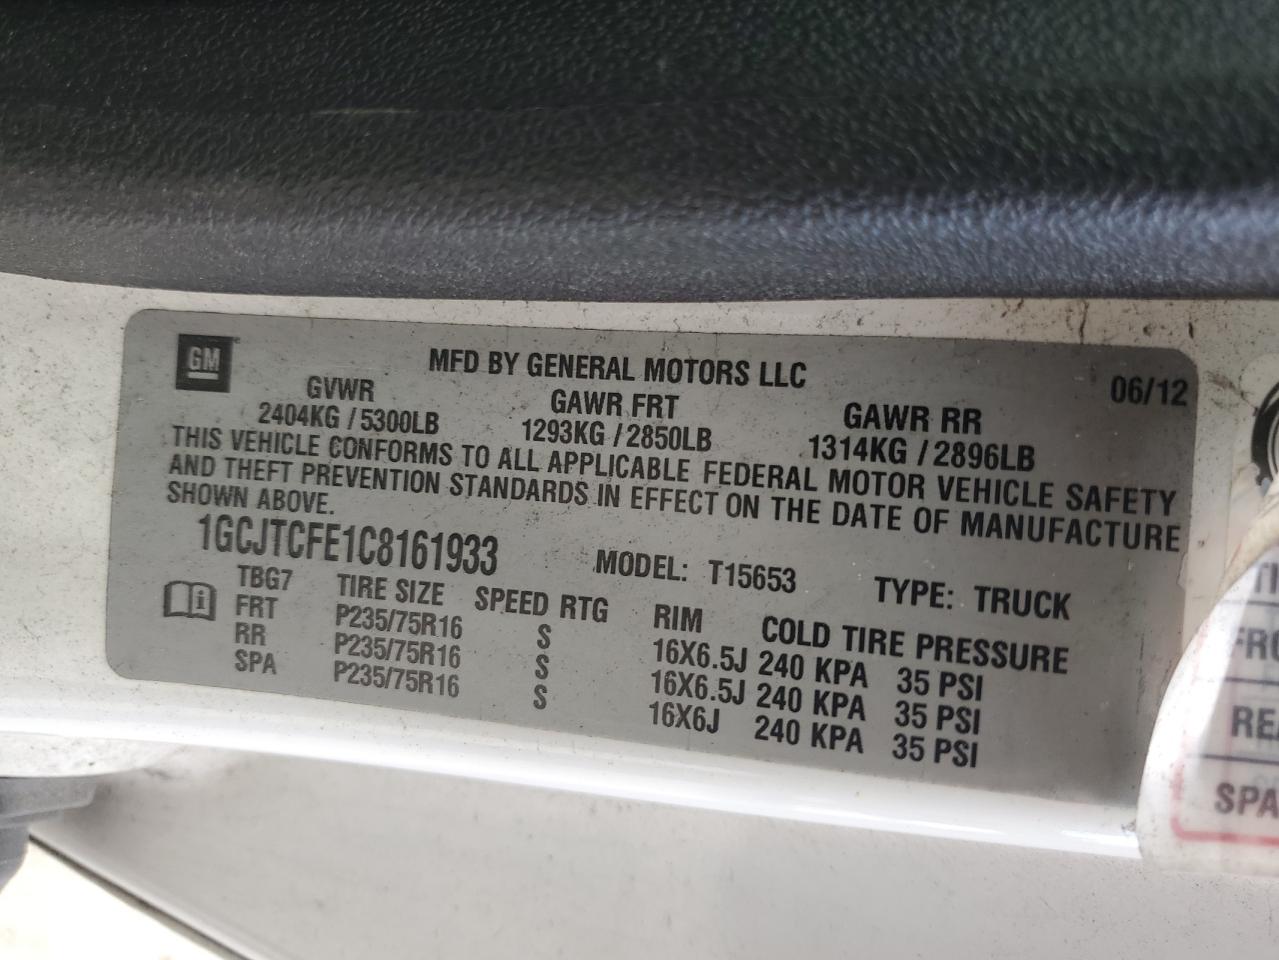 GM
MFD BY GENERAL MOTORS LLC
06/12
GVWR GAWR FRT GAWR RR
2404KG / 5300LB 1293KG / 2850LB 1314KG / 2896LB
THIS VEHICLE CONFORMS TO ALL APPLICABLE FEDERAL MOTOR VEHICLE SAFETY
AND THEFT PREVENTION STANDARDS IN EFFECT ON THE DATE OF MANUFACTURE
SHOWN ABOVE.
1GCJTCFE1C8161933 MODEL: T15653 TYPE: TRUCK
TBG7 TIRE SIZE SPEED RTG RIM COLD TIRE PRESSURE
FRT P235/75R16 S 16X6.5J 240 KPA 35 PSI
RR P235/75R16 S 16X6.5J 240 KPA 35 PSI
SPA P235/75R16 S 16X6J 240 KPA 35 PSI